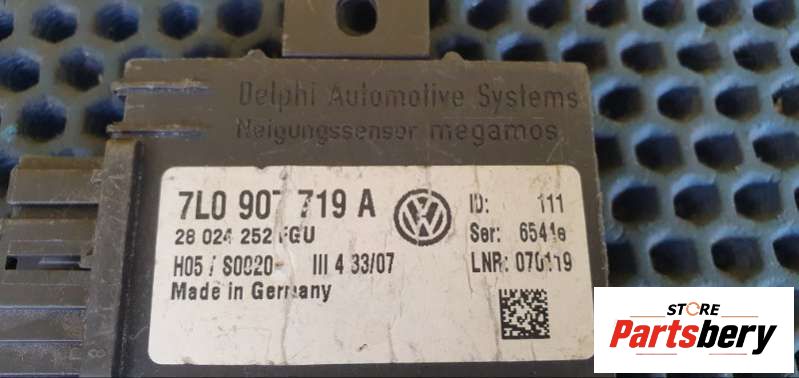 Delphi Automotive Systems
Neigungssensor megamos
7L0 907 719 A
ID: 111
28 024 252 FGU
Ser: 6541e
H05 / S0020 III 4 33/07
LNR: 070119
Made in Germany
VW
STORE
Partsbery